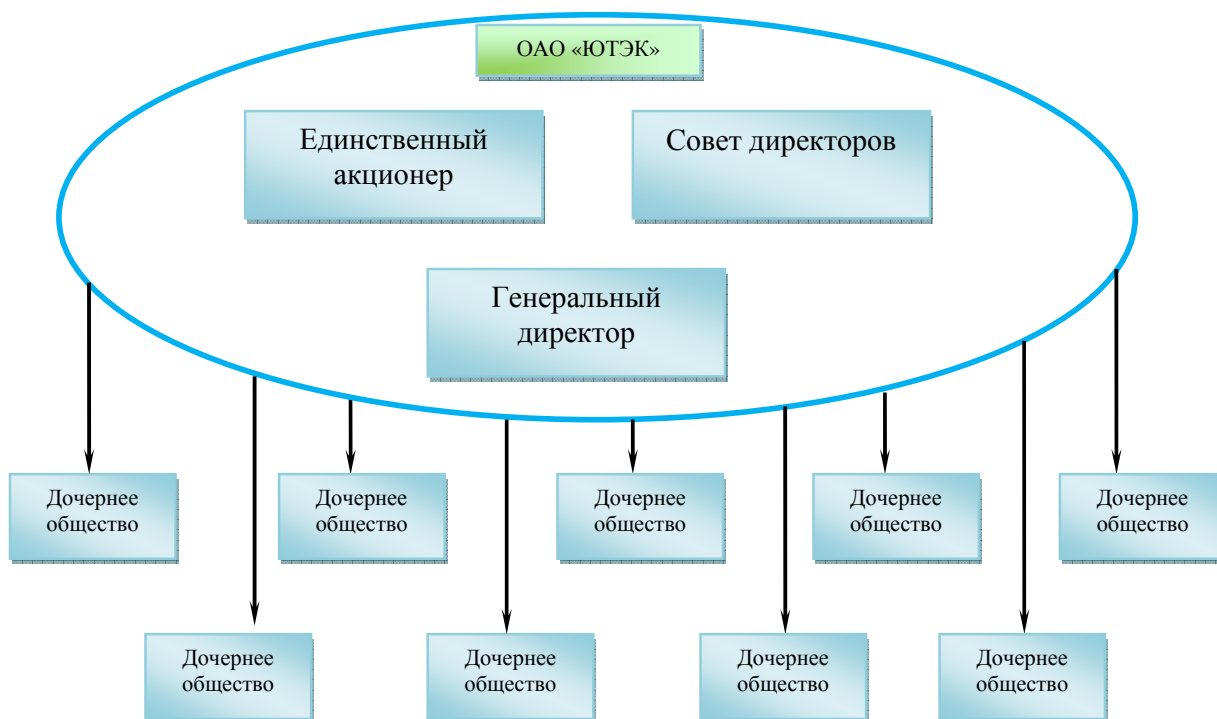 ОАО «ЮТЭК»
Единственный
акционер
Совет директоров
Генеральный
директор
Дочернее
общество
Дочернее
общество
Дочернее
общество
Дочернее
общество
Дочернее
общество
Дочернее
общество
Дочернее
общество
Дочернее
общество
Дочернее
общество